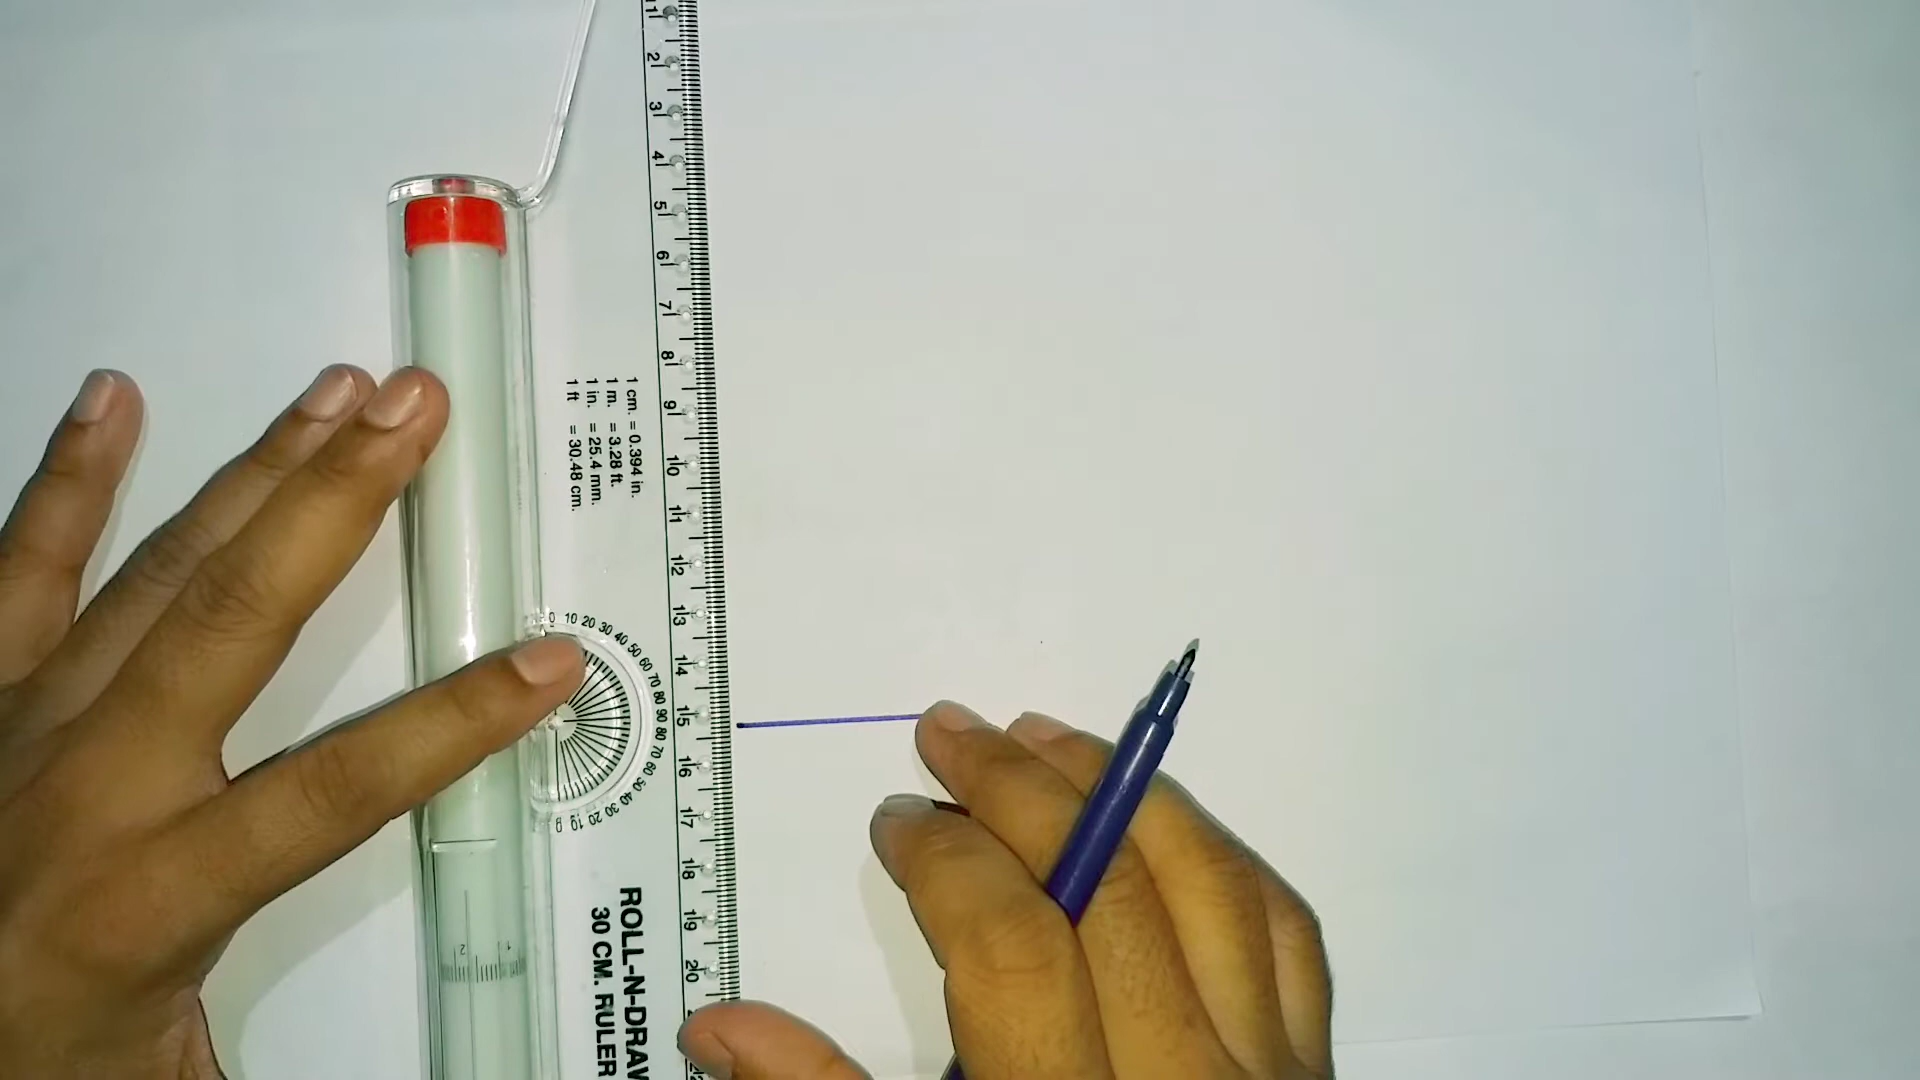 1 2 3 4 5 6 7 8 9 10 11 12 13 14 15 16 17 18 19 20
1 cm. = 0.394 in.
1 m. = 3.28 ft.
1 in. = 25.4 mm.
1 ft = 30.48 cm.
0 10 20 30 40 50 60 70 80 90 80 70 60 50 40 30 20 10 0
ROLL-N-DRAW
30 CM. RULER
2 1